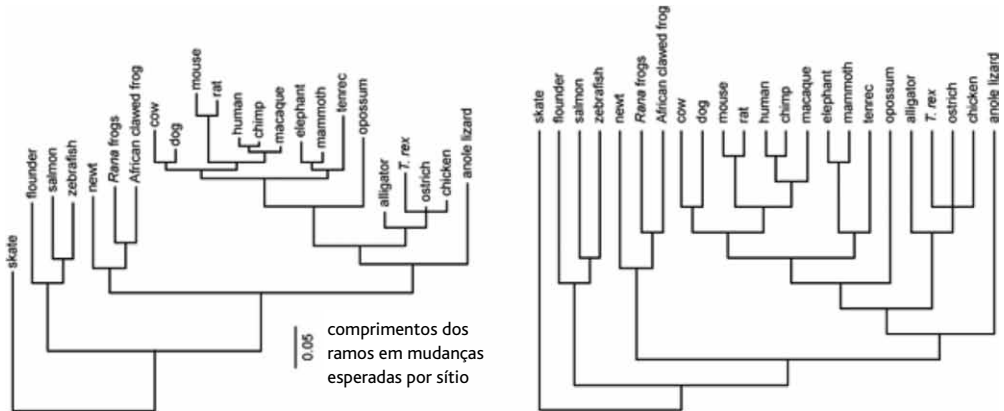 skate
flounder
salmon
zebrafish
newt
Rana frogs
African clawed frog
cow
dog
mouse
rat
human
chimp
macaque
elephant
mammoth
tenrec
opossum
alligator
T. rex
ostrich
chicken
anole lizard
0.05
comprimentos dos
ramos em mudanças
esperadas por sítio
skate
flounder
salmon
zebrafish
newt
Rana frogs
African clawed frog
cow
dog
mouse
rat
human
chimp
macaque
elephant
mammoth
tenrec
opossum
alligator
T. rex
ostrich
chicken
anole lizard